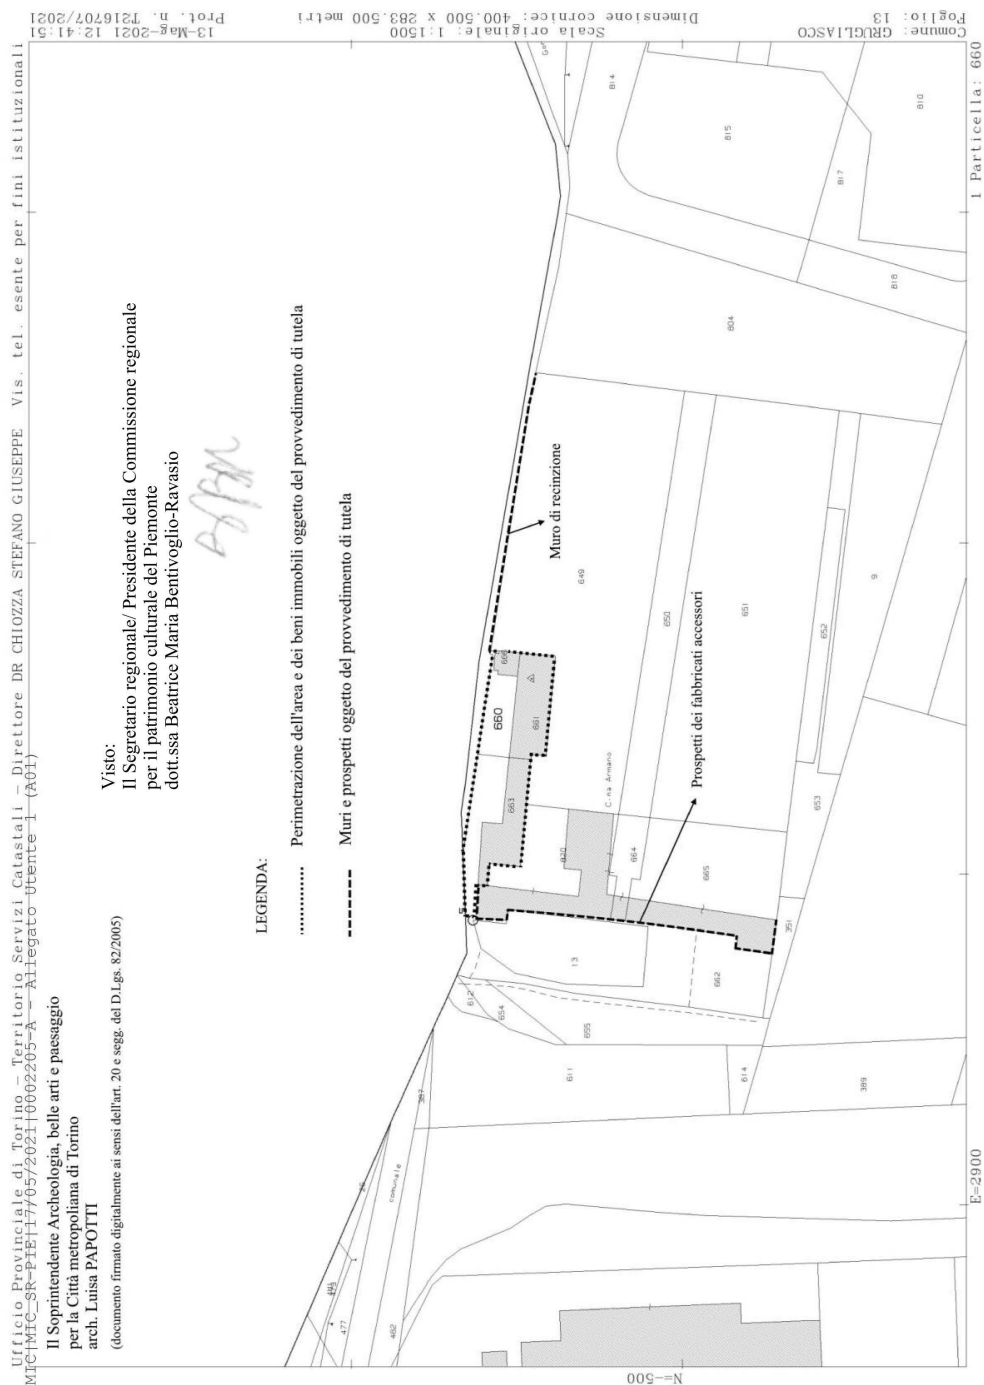 Ufficio Provinciale di Torino - Territorio Servizi Catastali - Direttore DR CHIOZZA STEFANO GIUSEPPE Vis. tel. esente per fini istituzionali
MIC|MIC_SR-PIE|17/05/2021|0002205-A - Allegato Utente 1 (A01)
Il Soprintendente Archeologia, belle arti e paesaggio
per la Città metropoliana di Torino
arch. Luisa PAPOTTI
(documento firmato digitalmente ai sensi dell'art. 20 e segg. del D.Lgs. 82/2005)
Visto:
Il Segretario regionale/ Presidente della Commissione regionale
per il patrimonio culturale del Piemonte
dott.ssa Beatrice Maria Bentivoglio-Ravasio
LEGENDA:
Perimetrazione dell'area e dei beni immobili oggetto del provvedimento di tutela
Muri e prospetti oggetto del provvedimento di tutela
Muro di recinzione
Prospetti dei fabbricati accessori
C.na Armano
comunale
477
482
26
387
612
654
655
611
614
389
13
662
351
663
660
661
666
820
664
665
649
650
651
652
653
9
804
818
817
815
814
810
N=-500
E=2900
1 Particella: 660
13-Mag-2021 12:41:51
Prot. n. T216707/2021
Scala originale: 1:1500
Dimensione cornice: 400.500 x 283.500 metri
Comune: GRUGLIASCO
Foglio: 13